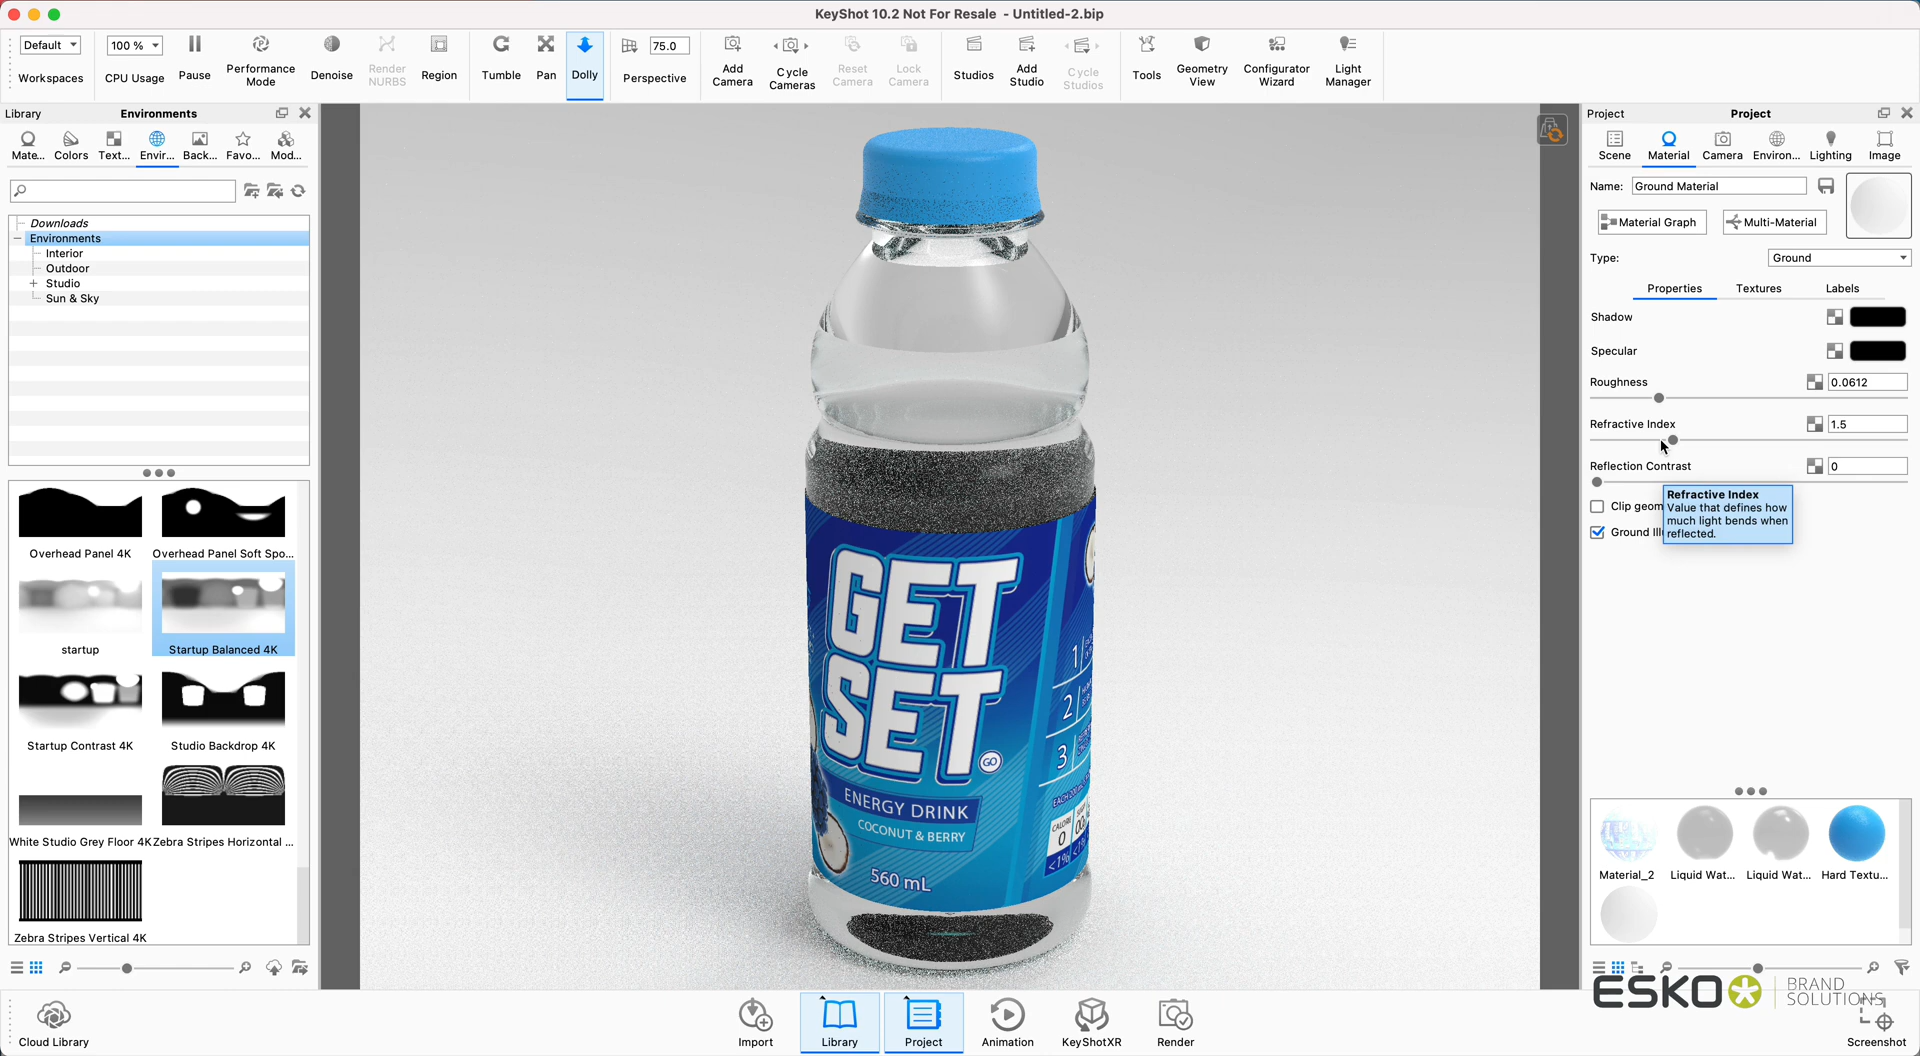 KeyShot 10.2 Not For Resale - Untitled-2.bip
Default
Workspaces
100 %
CPU Usage
Pause
Performance
Mode
Denoise
Render
NURBS
Region
Tumble
Pan
Dolly
75.0
Perspective
Add
Camera
Cycle
Cameras
Reset
Camera
Lock
Camera
Studios
Add
Studio
Cycle
Studios
Tools
Geometry
View
Configurator
Wizard
Light
Manager
Library
Environments
Mate...
Colors
Text...
Envir...
Back...
Favo...
Mod...
Downloads
Environments
Interior
Outdoor
Studio
Sun & Sky
Overhead Panel 4K
Overhead Panel Soft Spo...
startup
Startup Balanced 4K
Startup Contrast 4K
Studio Backdrop 4K
White Studio Grey Floor 4K
Zebra Stripes Horizontal ...
Zebra Stripes Vertical 4K
GET
SET
GO
ENERGY DRINK
COCONUT & BERRY
560 mL
1
2
3
CALORIE
0
<1%
Project
Project
Scene
Material
Camera
Environ...
Lighting
Image
Name:
Ground Material
Material Graph
Multi-Material
Type:
Ground
Properties
Textures
Labels
Shadow
Specular
Roughness
0.0612
Refractive Index
1.5
Reflection Contrast
0
Clip geom
Ground Ill
Refractive Index
Value that defines how
much light bends when
reflected.
Material_2
Liquid Wat...
Liquid Wat...
Hard Textu...
ESKO
BRAND
SOLUTIONS
Cloud Library
Import
Library
Project
Animation
KeyShotXR
Render
Screenshot